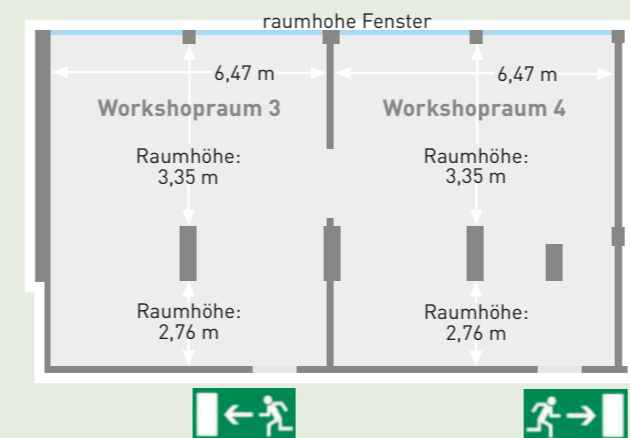 raumhohe Fenster
6,47 m
6,47 m
Workshopraum 3
Workshopraum 4
Raumhöhe:
3,35 m
Raumhöhe:
3,35 m
Raumhöhe:
2,76 m
Raumhöhe:
2,76 m